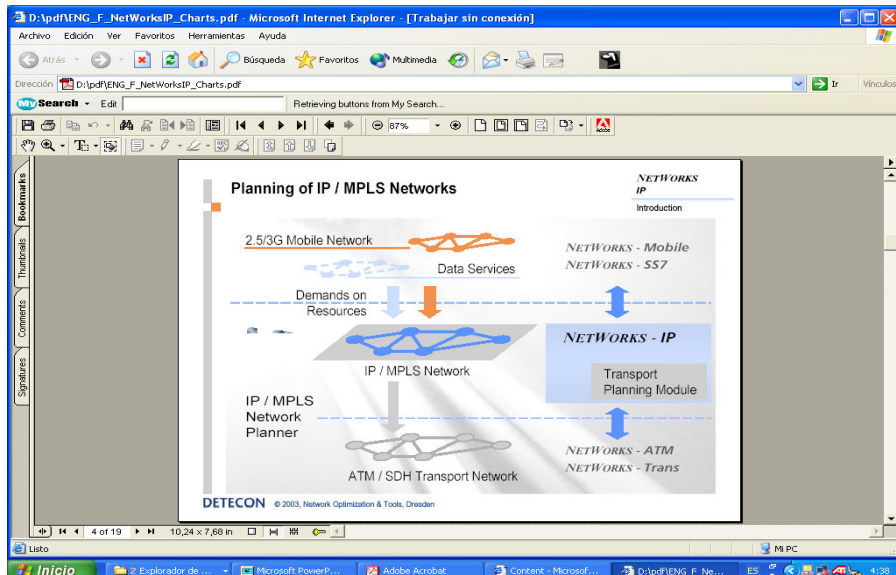 D:\pdf\ENG_F_NetWorksIP_Charts.pdf - Microsoft Internet Explorer - [Trabajar sin conexión]
Archivo Edición Ver Favoritos Herramientas Ayuda
Atrás Búsqueda Favoritos Multimedia
Dirección D:\pdf\ENG_F_NetWorksIP_Charts.pdf Ir Vínculos
My Search Edit Retrieving buttons from My Search...
87% Adobe
Bookmarks
Thumbnails
Comments
Signatures
Planning of IP / MPLS Networks
NETWORKS
IP
Introduction
2.5/3G Mobile Network
Data Services
NETWORKS - Mobile
NETWORKS - SS7
Demands on
Resources
NETWORKS - IP
IP / MPLS Network
Transport
Planning Module
IP / MPLS
Network
Planner
NETWORKS - ATM
NETWORKS - Trans
ATM / SDH Transport Network
DETECON © 2003, Network Optimization & Tools, Dresden
4 of 19 10,24 x 7,68 in
Listo Mi PC
Inicio 2 Explorador de ... Microsoft PowerP... Adobe Acrobat Content - Microsof... D:\pdf\ENG_F_Ne... ES 4:38